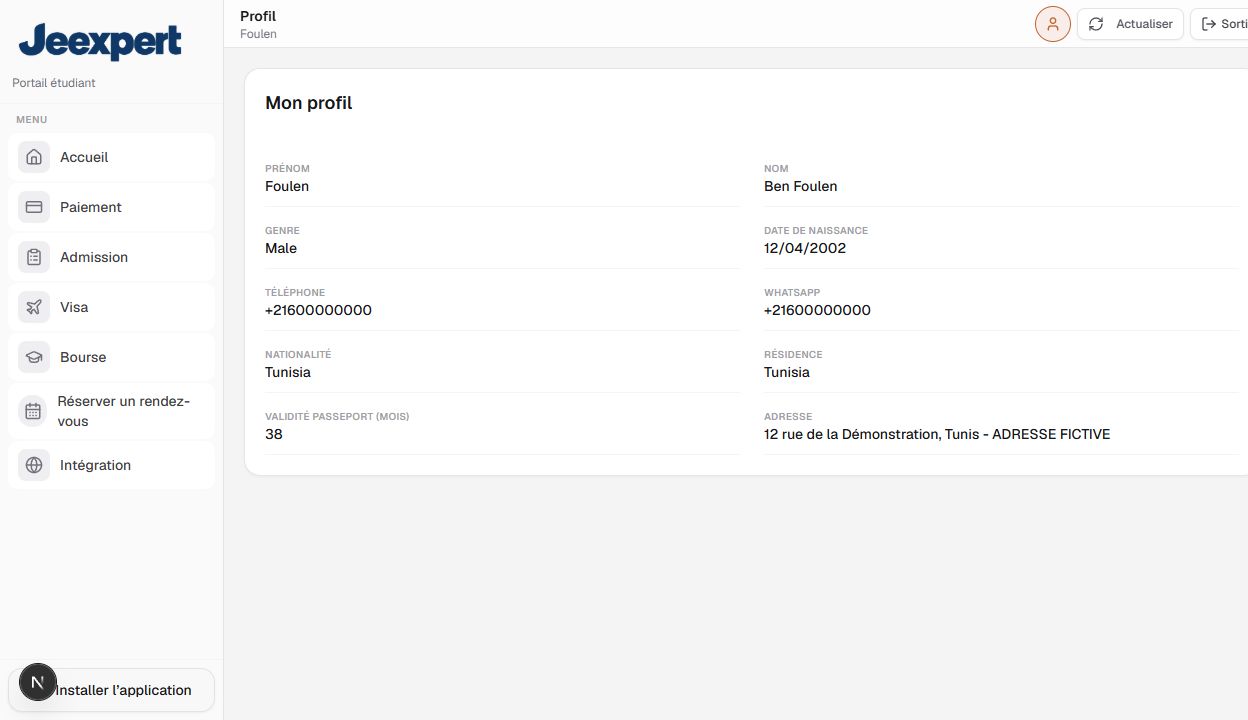 Jeexpert
Portail étudiant
MENU
Accueil
Paiement
Admission
Visa
Bourse
Réserver un rendez-
vous
Intégration
N
Installer l’application
Profil
Foulen
Actualiser
Sorti
Mon profil
PRÉNOM
Foulen
NOM
Ben Foulen
GENRE
Male
DATE DE NAISSANCE
12/04/2002
TÉLÉPHONE
+21600000000
WHATSAPP
+21600000000
NATIONALITÉ
Tunisia
RÉSIDENCE
Tunisia
VALIDITÉ PASSEPORT (MOIS)
38
ADRESSE
12 rue de la Démonstration, Tunis - ADRESSE FICTIVE